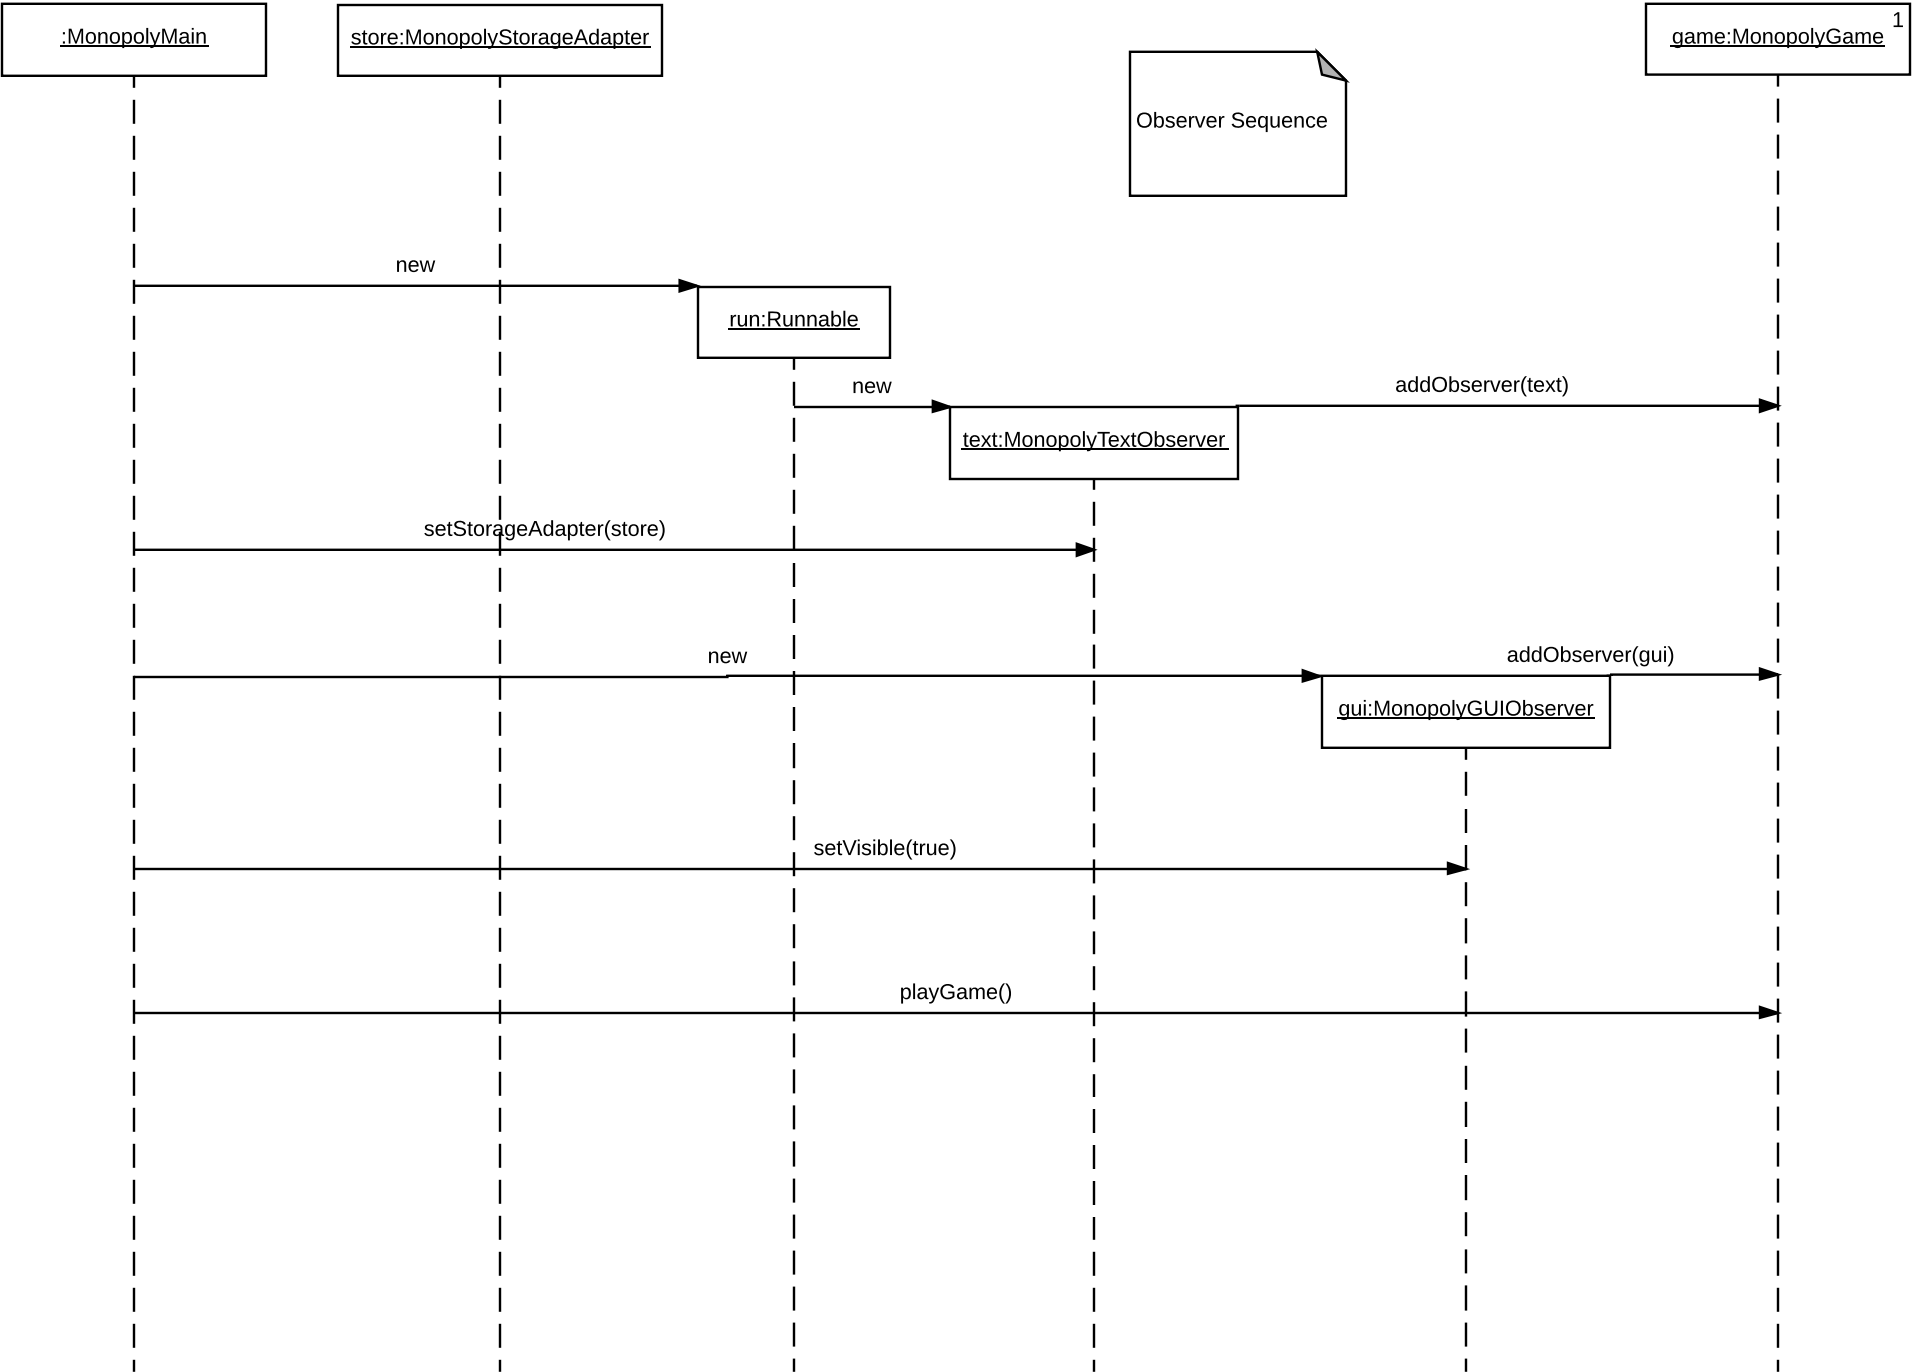 :MonopolyMain
store:MonopolyStorageAdapter
1
game:MonopolyGame
Observer Sequence
new
run:Runnable
new
addObserver(text)
text:MonopolyTextObserver
setStorageAdapter(store)
new
addObserver(gui)
gui:MonopolyGUIObserver
setVisible(true)
playGame()